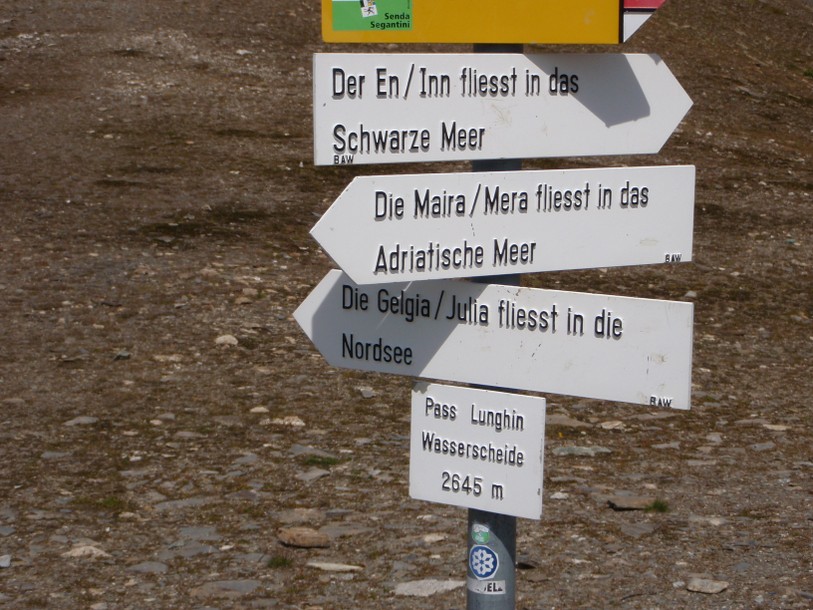 Senda
Segantini
Der En/Inn fliesst in das
Schwarze Meer
BAW
Die Maira/Mera fliesst in das
Adriatische Meer
BAW
Die Gelgia/Julia fliesst in die
Nordsee
BAW
Pass Lunghin
Wasserscheide
2645 m